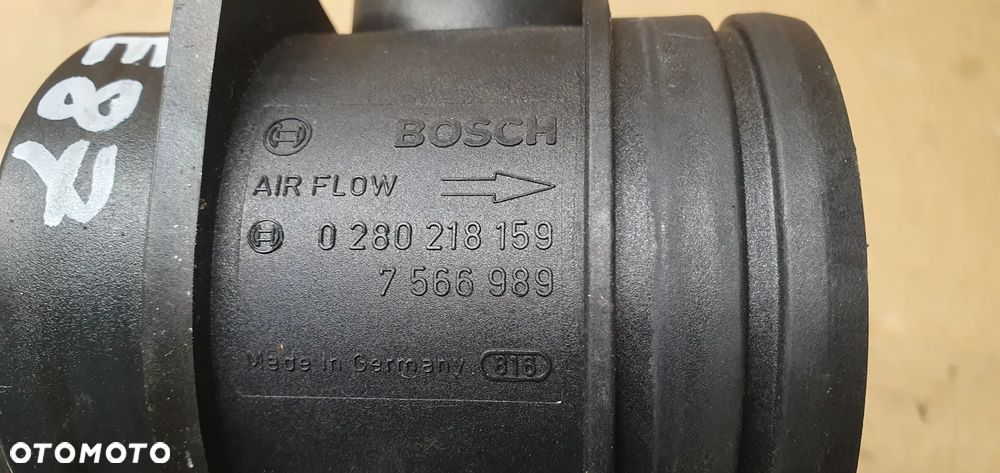 E87
BOSCH
AIR FLOW
0 280 218 159
7 566 989
Made in Germany 816
OTOMOTO